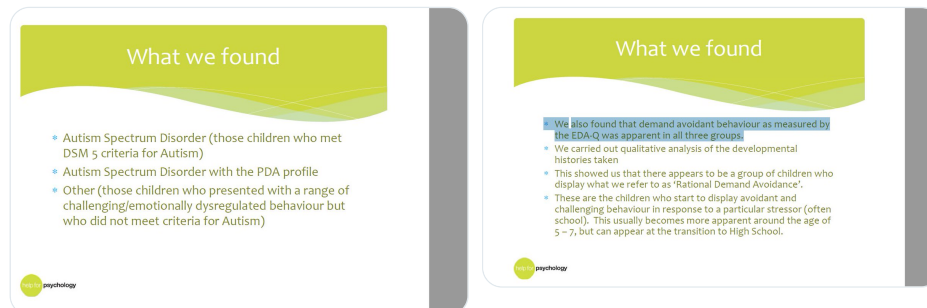 What we found
* Autism Spectrum Disorder (those children who met
DSM 5 criteria for Autism)
* Autism Spectrum Disorder with the PDA profile
* Other (those children who presented with a range of
challenging/emotionally dysregulated behaviour but
who did not meet criteria for Autism)
help for psychology
What we found
* We also found that demand avoidant behaviour as measured by
the EDA-Q was apparent in all three groups.
* We carried out qualitative analysis of the developmental
histories taken
* This showed us that there appears to be a group of children who
display what we refer to as ‘Rational Demand Avoidance’.
* These are the children who start to display avoidant and
challenging behaviour in response to a particular stressor (often
school). This usually becomes more apparent around the age of
5 – 7, but can appear at the transition to High School.
help for psychology